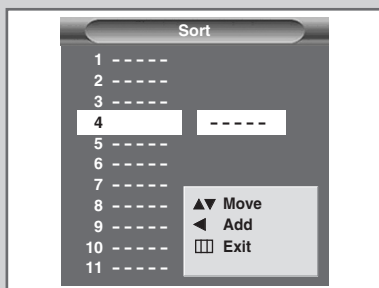 Sort
1 - - - - -
2 - - - - -
3 - - - - -
4 - - - - -
5 - - - - -
6 - - - - -
7 - - - - -
8 - - - - -
9 - - - - -
10 - - - - -
11 - - - - -
▲▼ Move
◀ Add
Exit